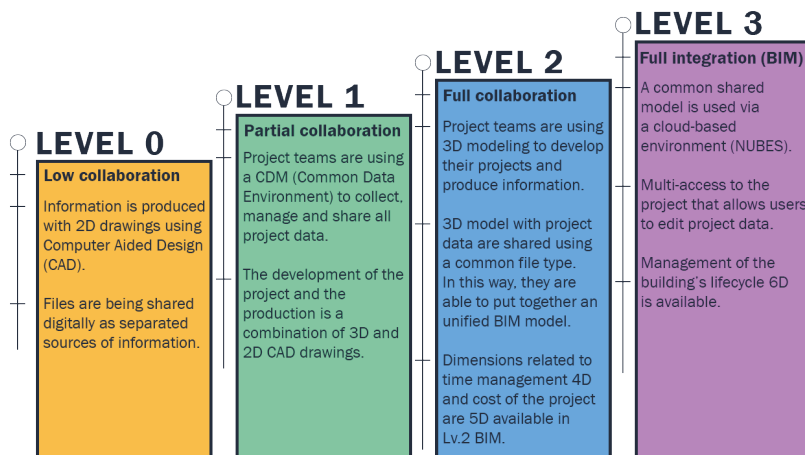 LEVEL 0
Low collaboration
Information is produced
with 2D drawings using
Computer Aided Design
(CAD).
Files are being shared
digitally as separated
sources of information.
LEVEL 1
Partial collaboration
Project teams are using
a CDM (Common Data
Environment) to collect,
manage and share all
project data.
The development of the
project and the
production is a
combination of 3D and
2D CAD drawings.
LEVEL 2
Full collaboration
Project teams are using
3D modeling to develop
their projects and
produce information.
3D model with project
data are shared using
a common file type.
In this way, they are
able to put together an
unified BIM model.
Dimensions related to
time management 4D
and cost of the project
are 5D available in
Lv.2 BIM.
LEVEL 3
Full integration (BIM)
A common shared
model is used via
a cloud-based
environment (NUBES).
Multi-access to the
project that allows users
to edit project data.
Management of the
building's lifecycle 6D
is available.